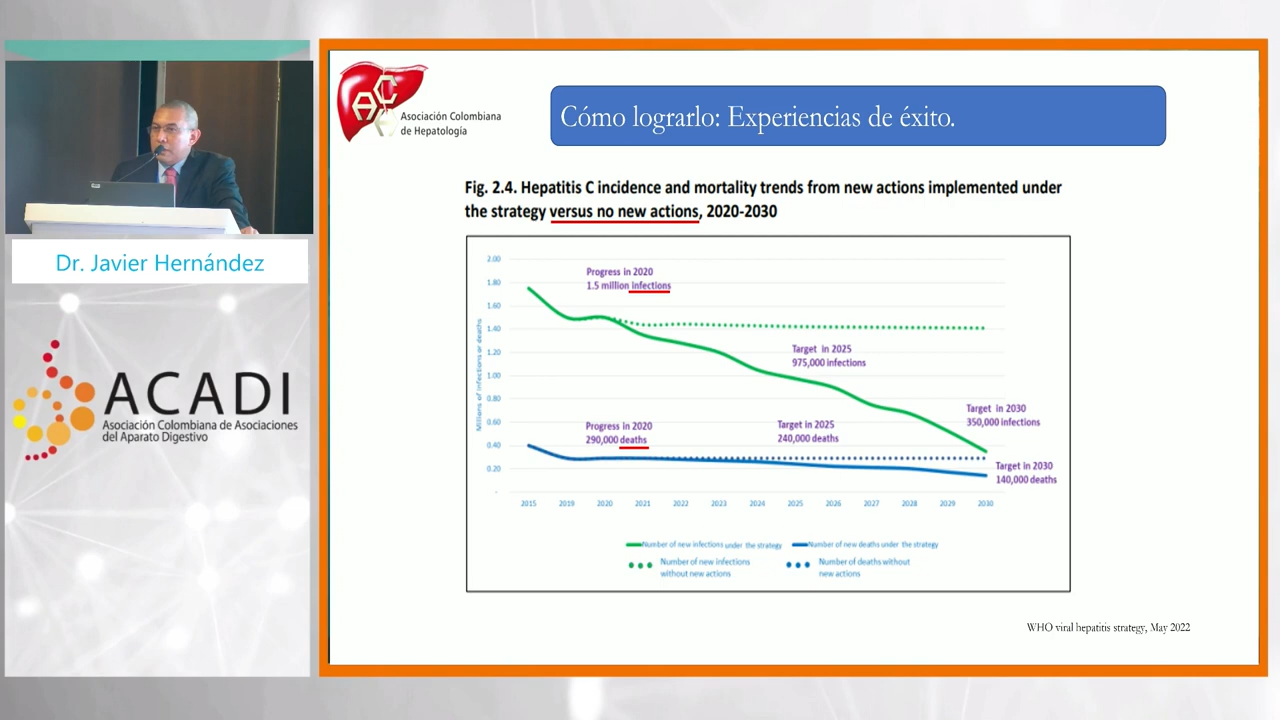 Dr. Javier Hernández
ACADI
Asociación Colombiana de Asociaciones
del Aparato Digestivo
ACH
Asociación Colombiana
de Hepatología
Cómo lograrlo: Experiencias de éxito.
Fig. 2.4. Hepatitis C incidence and mortality trends from new actions implemented under
the strategy versus no new actions, 2020-2030
Millions of infections or deaths
2.00
1.80
1.60
1.40
1.20
1.00
0.80
0.60
0.40
0.20
-
Progress in 2020
1.5 million infections
Target in 2025
975,000 infections
Target in 2030
350,000 infections
Progress in 2020
290,000 deaths
Target in 2025
240,000 deaths
Target in 2030
140,000 deaths
2015 2019 2020 2021 2022 2023 2024 2025 2026 2027 2028 2029 2030
Number of new infections under the strategy
Number of new deaths under the strategy
Number of new infections
without new actions
Number of deaths without
new actions
WHO viral hepatitis strategy, May 2022